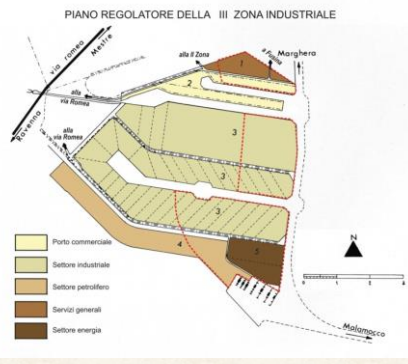 PIANO REGOLATORE DELLA III ZONA INDUSTRIALE
via romea
Mestre
Ravenna
alla
via Romea
alla
via Romea
alla II Zona
a Fusina
Marghera
1
2
3
3
3
4
5
Porto commerciale
Settore industriale
Settore petrolifero
Servizi generali
Settore energia
N
Malamocco